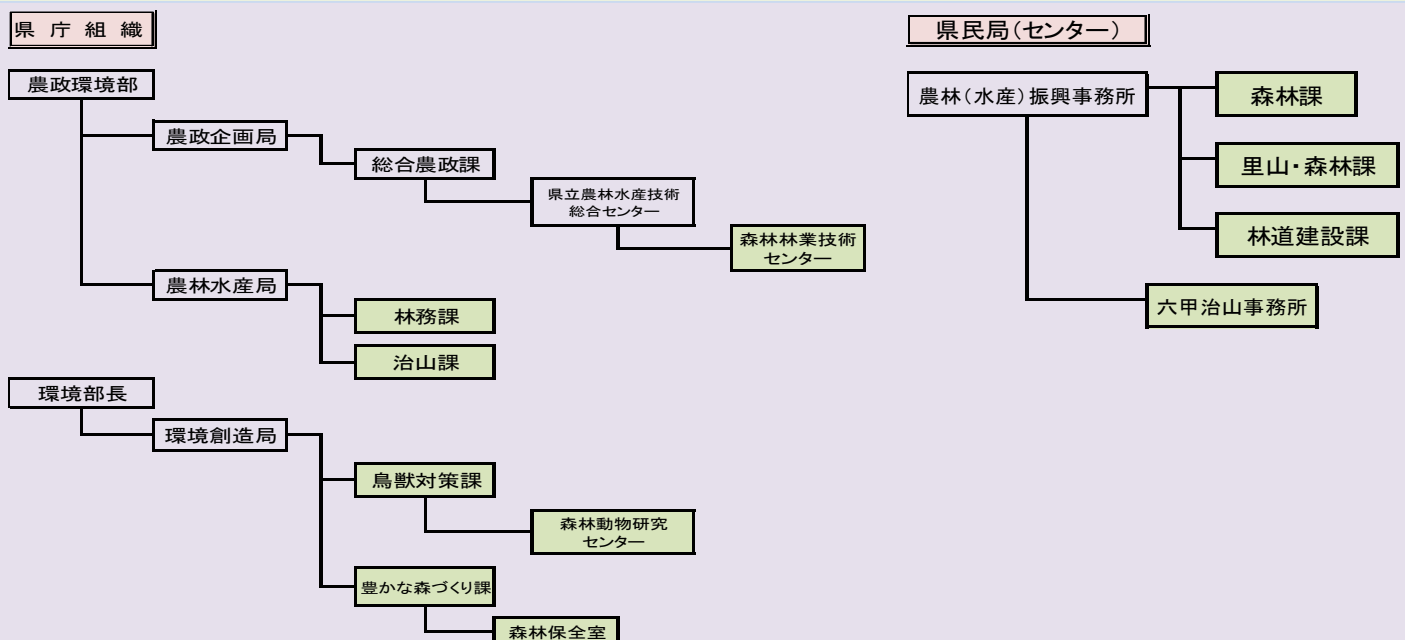 県庁組織
農政環境部
農政企画局
総合農政課
県立農林水産技術
総合センター
森林林業技術
センター
農林水産局
林務課
治山課
環境部長
環境創造局
鳥獣対策課
森林動物研究
センター
豊かな森づくり課
森林保全室
県民局(センター)
農林(水産)振興事務所
森林課
里山・森林課
林道建設課
六甲治山事務所